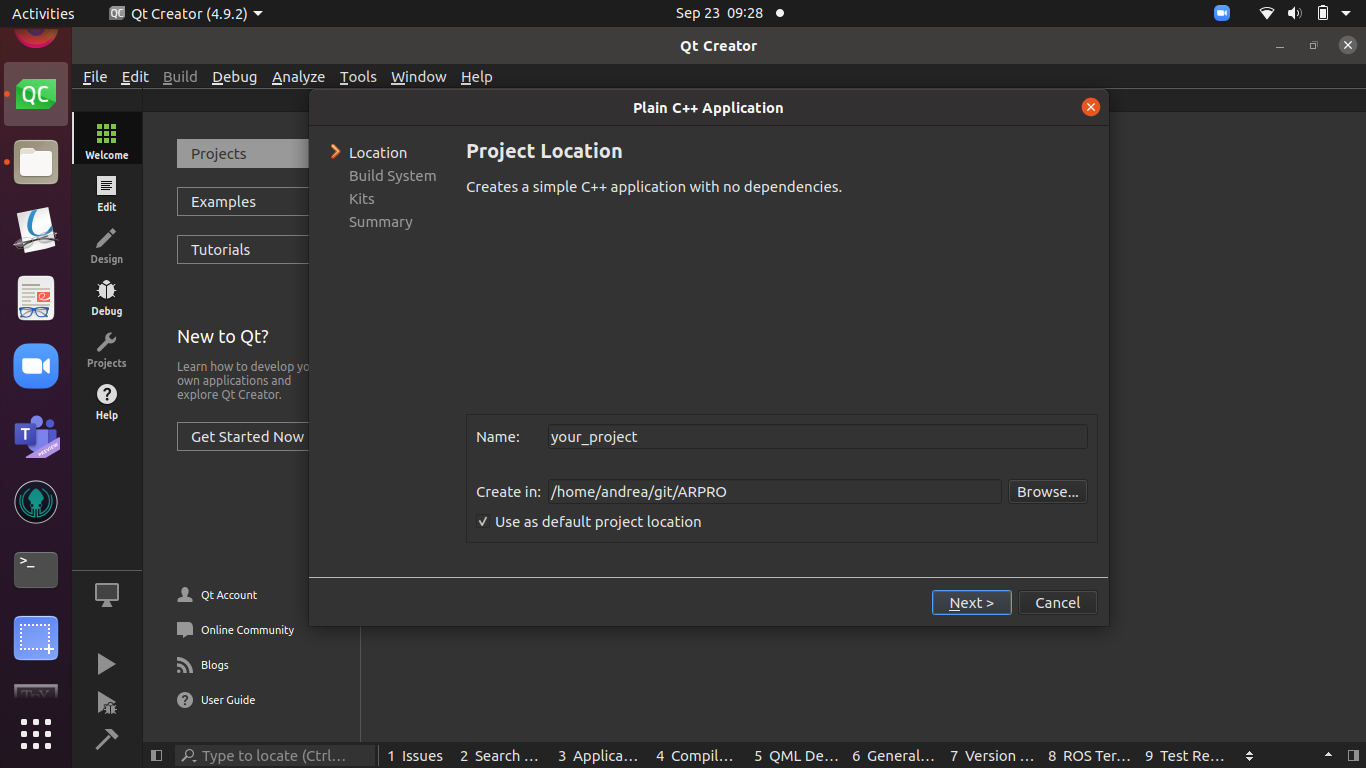 Activities
QC
Qt Creator (4.9.2)
Sep 23 09:28
Qt Creator
File Edit Build Debug Analyze Tools Window Help
QC
Plain C++ Application
Welcome
Edit
Design
Debug
Projects
Help
Projects
Examples
Tutorials
New to Qt?
Learn how to develop yo
own applications and
explore Qt Creator.
Get Started Now
Qt Account
Online Community
Blogs
User Guide
Location
Build System
Kits
Summary
Project Location
Creates a simple C++ application with no dependencies.
Name: your_project
Create in: /home/andrea/git/ARPRO Browse...
Use as default project location
Next > Cancel
T
PREVIEW
>_
Type to locate (Ctrl...
1 Issues 2 Search ... 3 Applica... 4 Compil... 5 QML De... 6 General... 7 Version ... 8 ROS Ter... 9 Test Re...